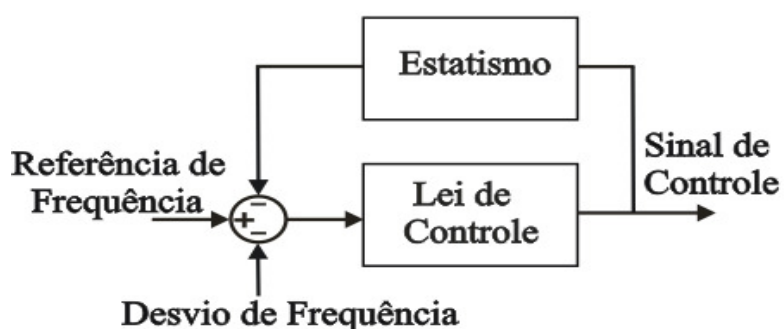 Estatismo
Sinal de
Controle
Referência de
Frequência
Lei de
Controle
Desvio de Frequência